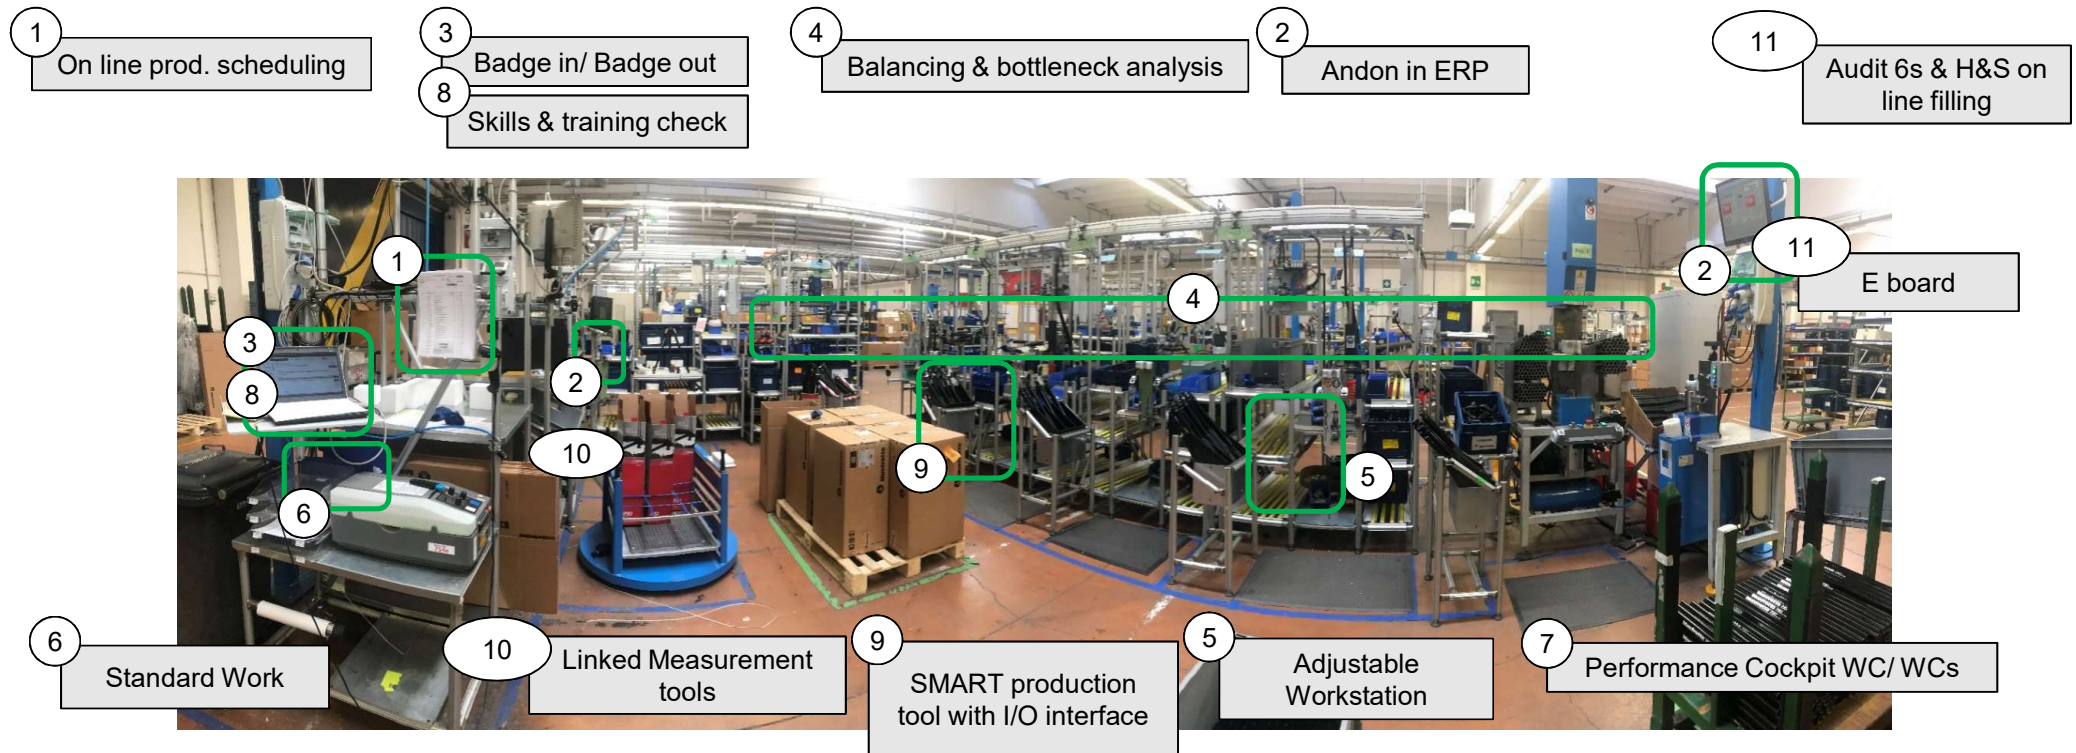 1
On line prod. scheduling
3
Badge in/ Badge out
8
Skills & training check
4
Balancing & bottleneck analysis
2
Andon in ERP
11
Audit 6s & H&S on
line filling
1
3
8
2
10
6
4
9
5
2
11
E board
6
Standard Work
10
Linked Measurement
tools
9
SMART production
tool with I/O interface
5
Adjustable
Workstation
7
Performance Cockpit WC/ WCs